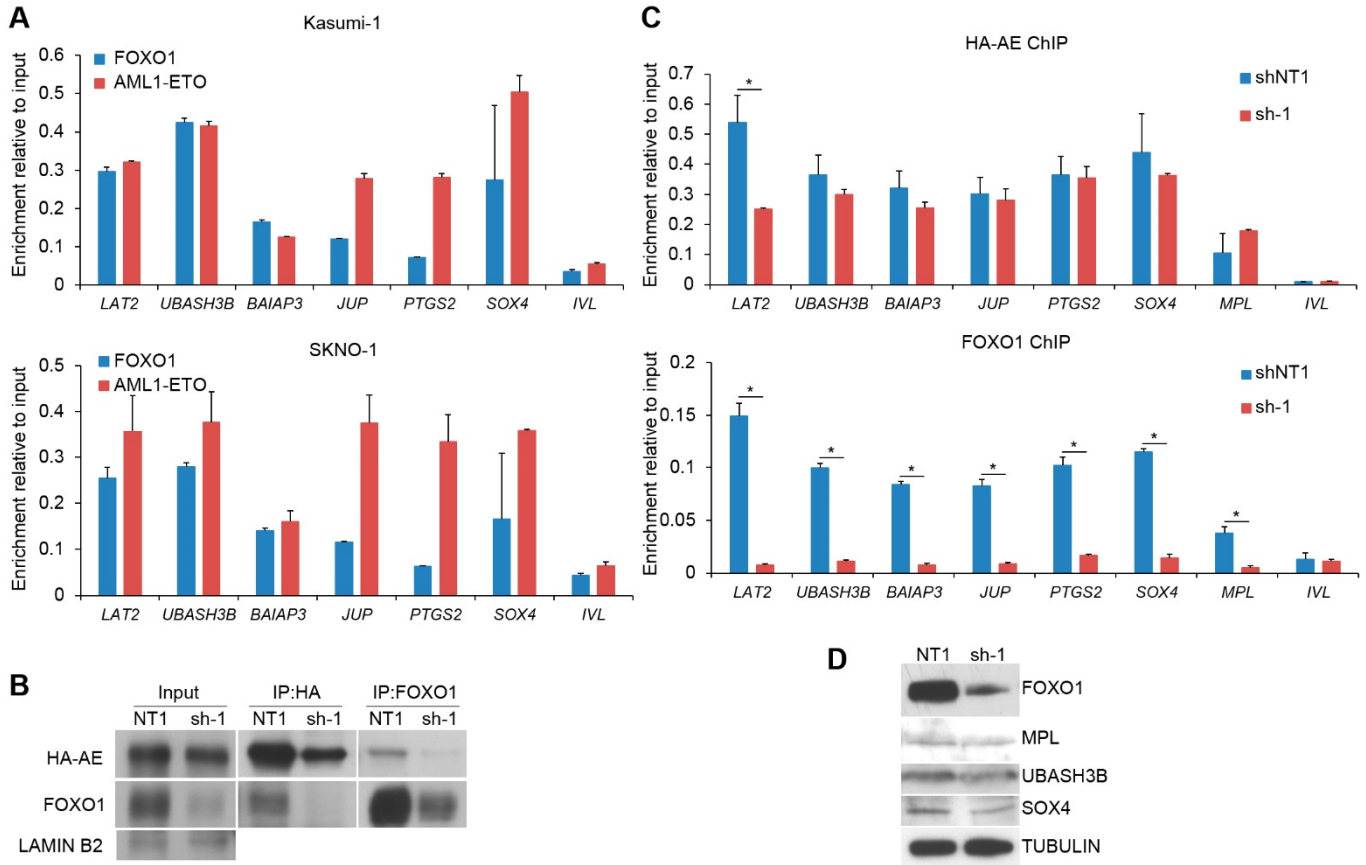 A
Kasumi-1
Enrichment relative to input
0.6
0.5
0.4
0.3
0.2
0.1
0
FOXO1
AML1-ETO
LAT2 UBASH3B BAIAP3 JUP PTGS2 SOX4 IVL
SKNO-1
Enrichment relative to input
0.5
0.4
0.3
0.2
0.1
0
FOXO1
AML1-ETO
LAT2 UBASH3B BAIAP3 JUP PTGS2 SOX4 IVL
B
Input IP:HA IP:FOXO1
NT1 sh-1 NT1 sh-1 NT1 sh-1
HA-AE
FOXO1
LAMIN B2
C
HA-AE ChIP
Enrichment relative to input
0.7
0.6
0.5
0.4
0.3
0.2
0.1
0
*
shNT1
sh-1
LAT2 UBASH3B BAIAP3 JUP PTGS2 SOX4 MPL IVL
FOXO1 ChIP
Enrichment relative to input
0.2
0.15
0.1
0.05
0
* * * * * * *
shNT1
sh-1
LAT2 UBASH3B BAIAP3 JUP PTGS2 SOX4 MPL IVL
D
NT1 sh-1
FOXO1
MPL
UBASH3B
SOX4
TUBULIN